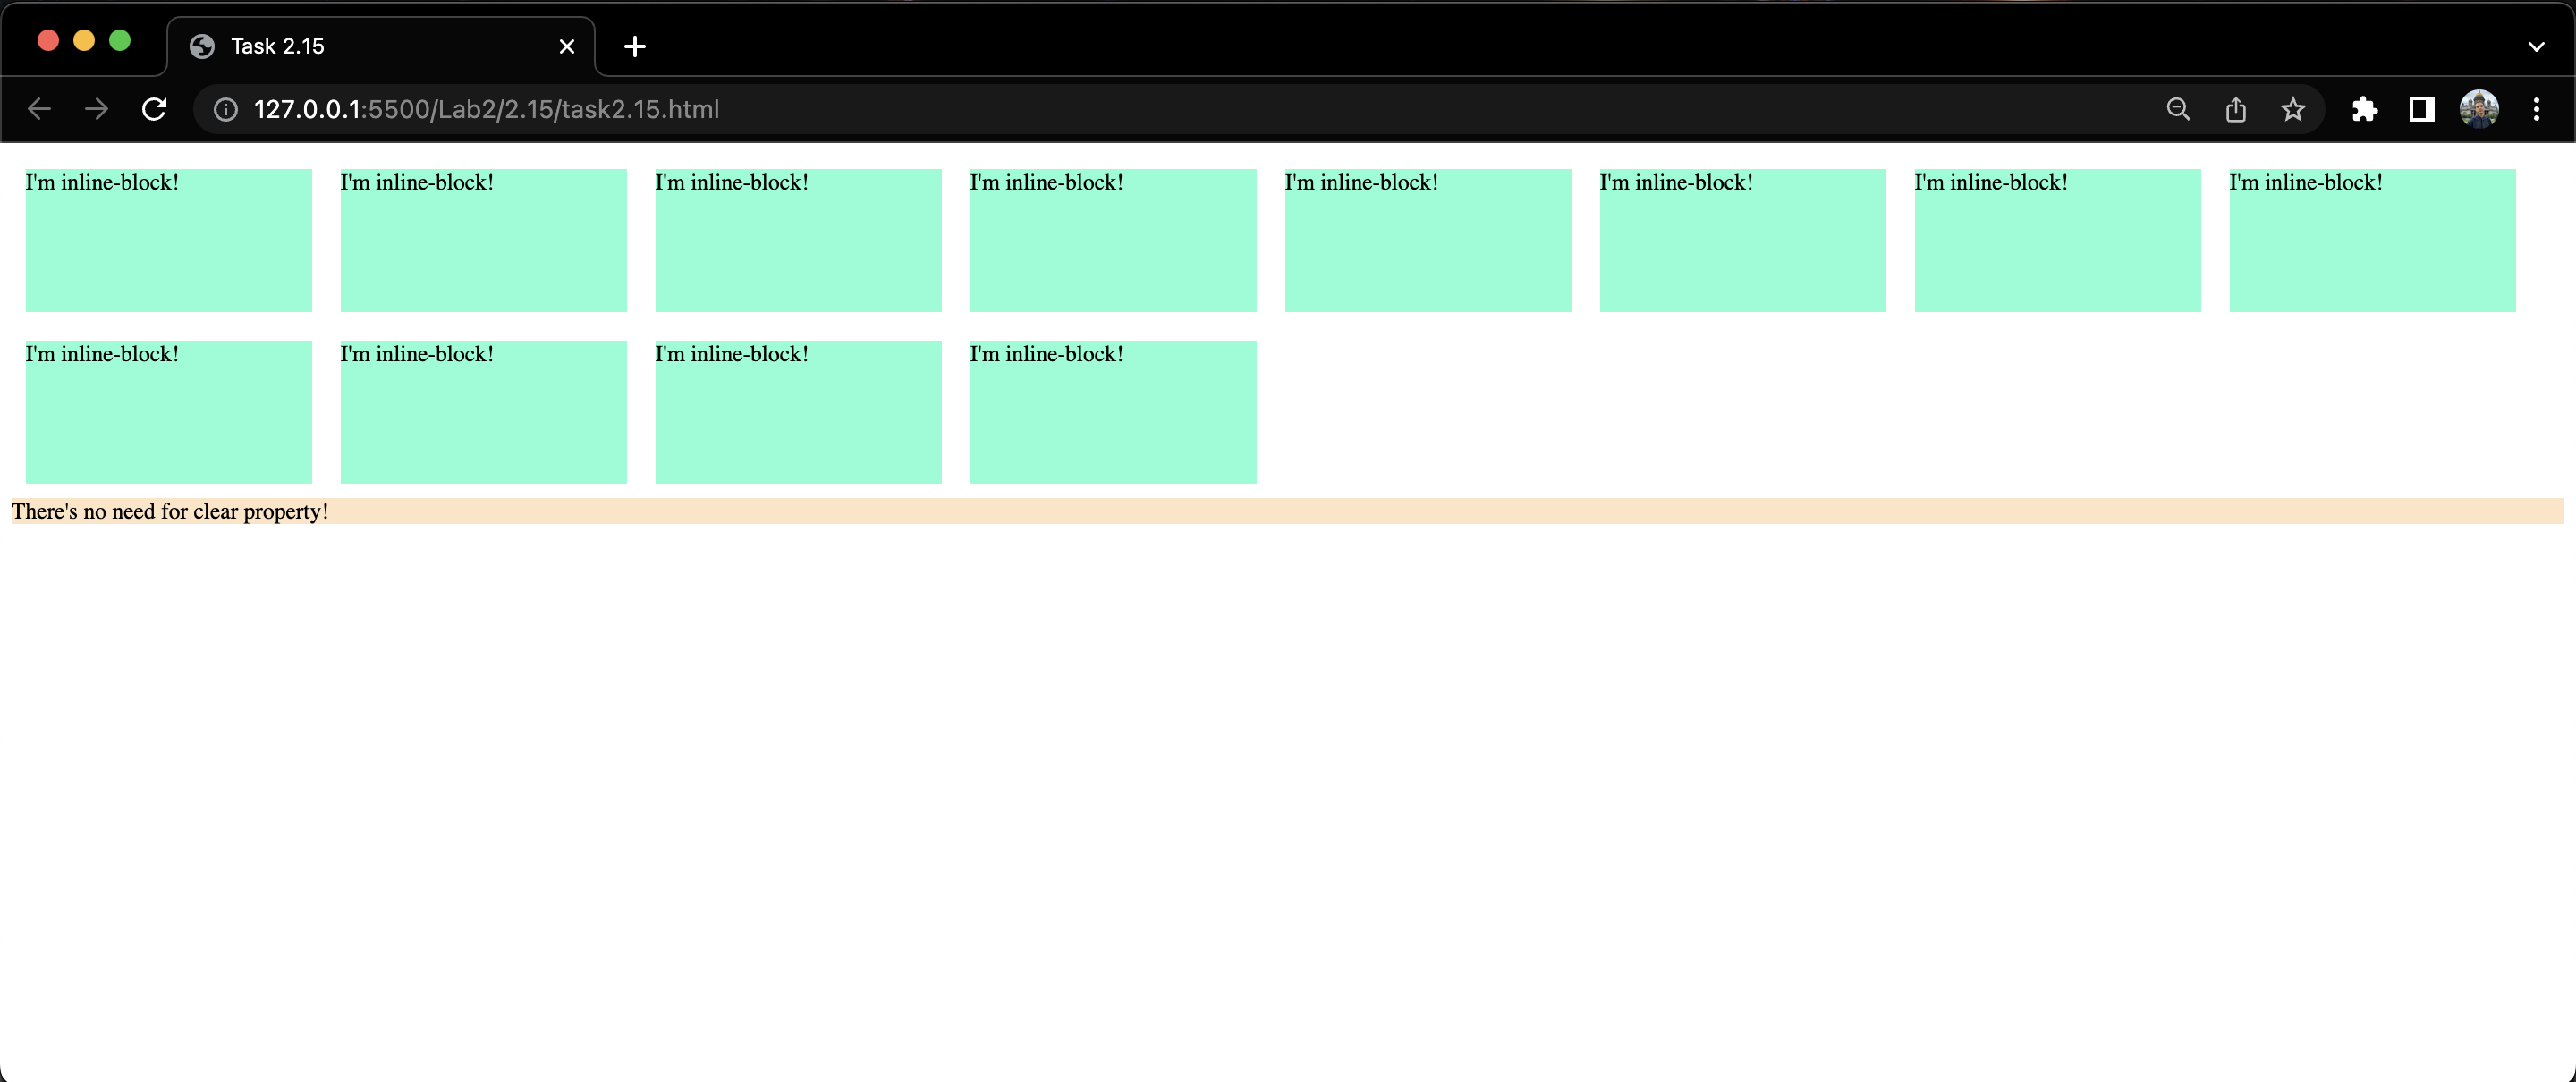 Task 2.15
127.0.0.1:5500/Lab2/2.15/task2.15.html
I'm inline-block! I'm inline-block! I'm inline-block! I'm inline-block! I'm inline-block! I'm inline-block! I'm inline-block! I'm inline-block!
I'm inline-block! I'm inline-block! I'm inline-block! I'm inline-block!
There's no need for clear property!